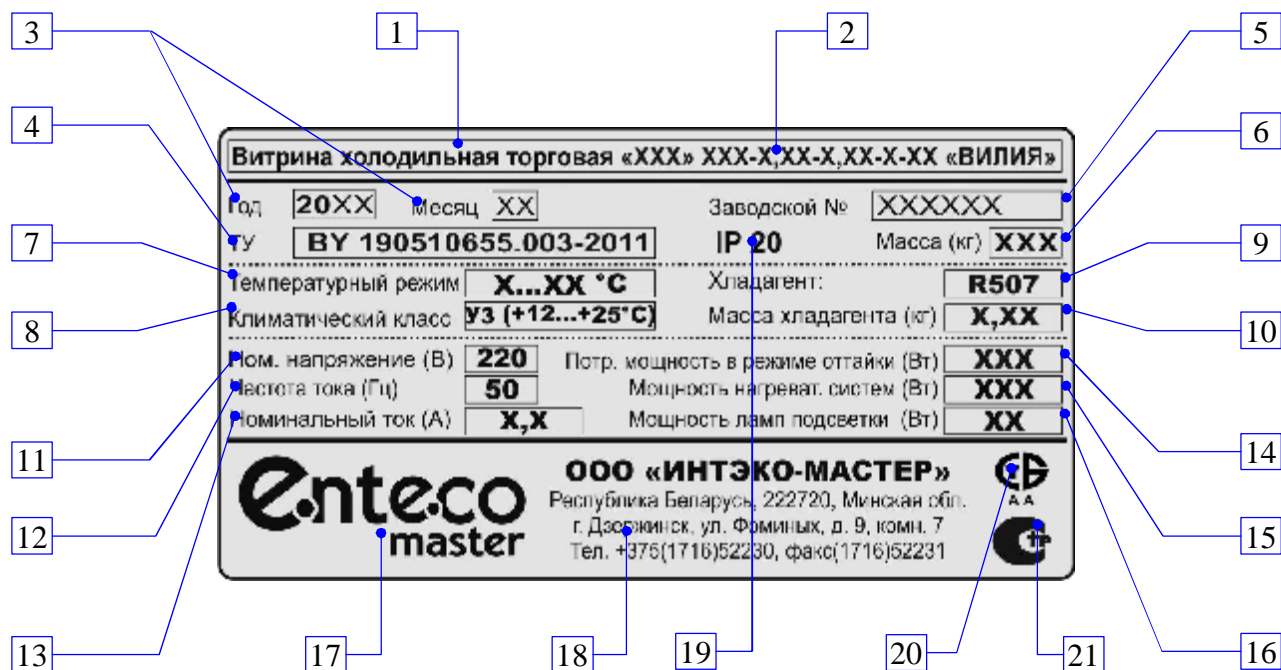 3 1 2 5
4 6
Витрина холодильная торговая «XXX» XXX-X,XX-X,XX-X-XX «ВИЛИЯ»
Год 20XX Месяц XX Заводской № XXXXXX
ТУ BY 190510655.003-2011 IP 20 Масса (кг) XXX
7 9
Температурный режим X...XX °C Хладагент: R507
8 10
Климатический класс У3 (+12...+25°C) Масса хладагента (кг) X,XX
Ном. напряжение (В) 220 Потр. мощность в режиме оттайки (Вт) XXX
Частота тока (Гц) 50 Мощность нагреват. систем (Вт) XXX
Номинальный ток (А) X,X Мощность ламп подсветки (Вт) XX
11 14
enteco master
ООО «ИНТЭКО-МАСТЕР»
Республика Беларусь, 222720, Минская обл.
г. Дзержинск, ул. Фоминых, д. 9, комн. 7
Тел. +375(1716)52230, факс(1716)52231
АА
12 15
13 17 18 19 20 21 16